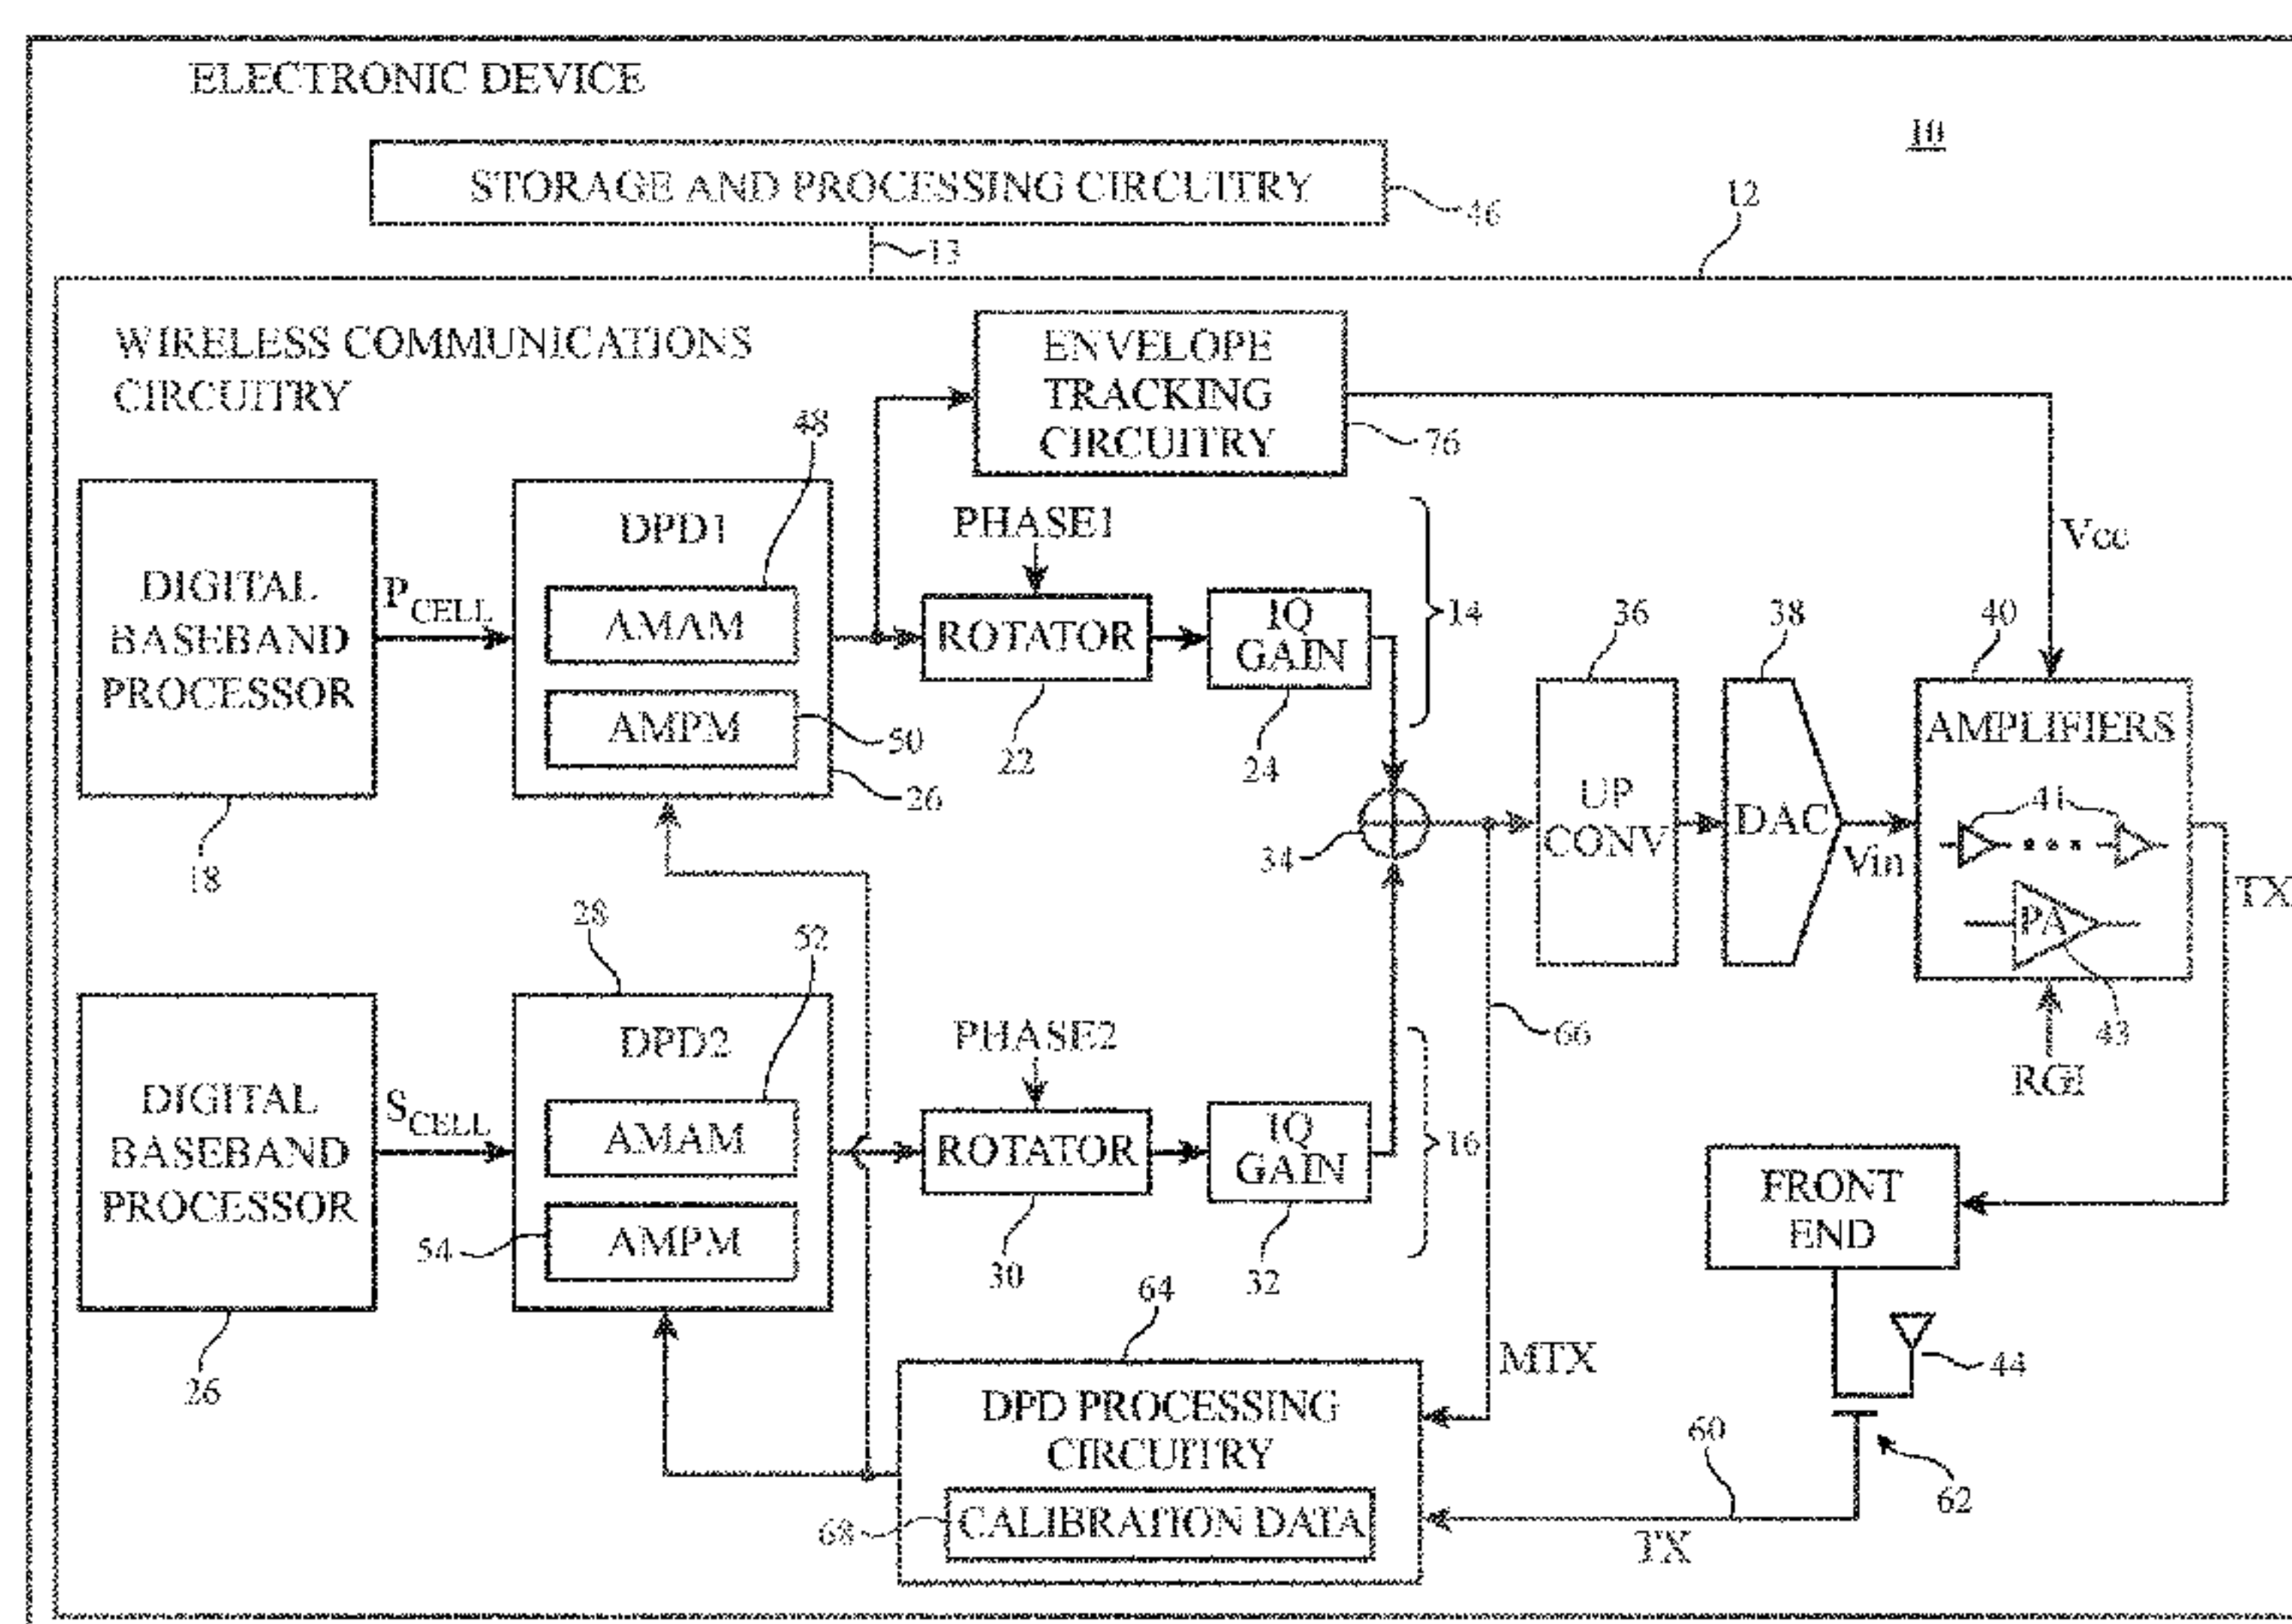 ELECTRONIC DEVICE
10
STORAGE AND PROCESSING CIRCUITRY
46
12
13
WIRELESS COMMUNICATIONS
CIRCUITRY
ENVELOPE
TRACKING
CIRCUITRY
76
48
DPD1
AMAM
AMPM
50
26
DIGITAL
BASEBAND
PROCESSOR
18
PCELL
PHASE1
ROTATOR
22
IQ
GAIN
24
14
34
36
UP
CONV
38
DAC
Vin
Vcc
40
AMPLIFIERS
41
PA
43
RGI
TX
28
52
DPD2
AMAM
AMPM
54
DIGITAL
BASEBAND
PROCESSOR
26
SCELL
PHASE2
ROTATOR
30
IQ
GAIN
32
16
66
MTX
FRONT
END
44
62
60
TX
64
DPD PROCESSING
CIRCUITRY
CALIBRATION DATA
68